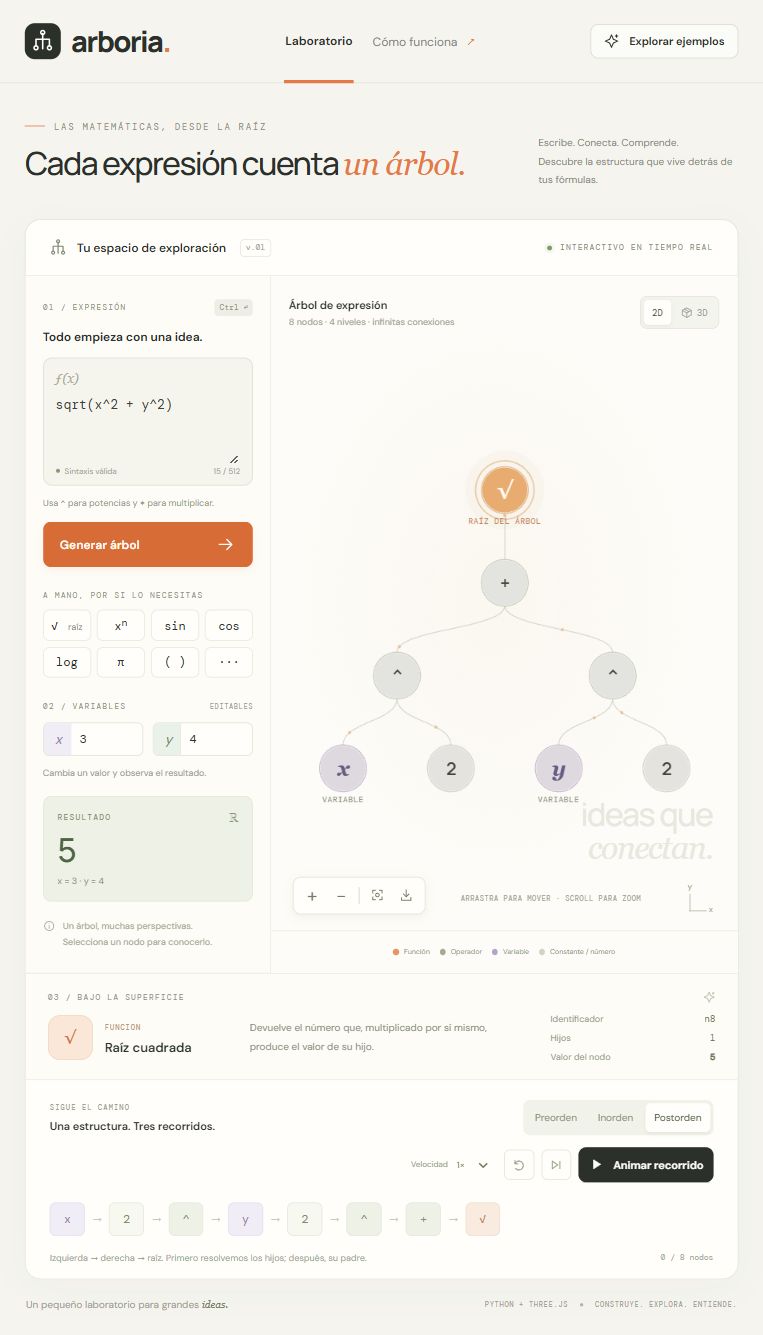 arboria.
Laboratorio
Cómo funciona ↗
Explorar ejemplos
LAS MATEMÁTICAS, DESDE LA RAÍZ
Cada expresión cuenta un árbol.
Escribe. Conecta. Comprende.
Descubre la estructura que vive detrás de
tus fórmulas.
Tu espacio de exploración
v.01
INTERACTIVO EN TIEMPO REAL
01 / EXPRESIÓN
Ctrl ↵
Todo empieza con una idea.
ƒ(x)
sqrt(x^2 + y^2)
Sintaxis válida
15 / 512
Usa ^ para potencias y * para multiplicar.
Generar árbol →
A MANO, POR SI LO NECESITAS
√ raíz
xⁿ
sin
cos
log
π
( )
···
02 / VARIABLES
EDITABLES
x 3
y 4
Cambia un valor y observa el resultado.
RESULTADO
ℝ
5
x = 3 · y = 4
Un árbol, muchas perspectivas.
Selecciona un nodo para conocerlo.
Árbol de expresión
8 nodos · 4 niveles · infinitas conexiones
2D
3D
√
RAÍZ DEL ÁRBOL
+
^
^
x
2
y
2
VARIABLE
VARIABLE
ideas que
conectan.
+
−
ARRASTRA PARA MOVER · SCROLL PARA ZOOM
y
x
Función
Operador
Variable
Constante / número
03 / BAJO LA SUPERFICIE
√
FUNCION
Raíz cuadrada
Devuelve el número que, multiplicado por sí mismo,
produce el valor de su hijo.
Identificador n8
Hijos 1
Valor del nodo 5
SIGUE EL CAMINO
Una estructura. Tres recorridos.
Preorden
Inorden
Postorden
Velocidad 1×
Animar recorrido
x → 2 → ^ → y → 2 → ^ → + → √
Izquierda → derecha → raíz. Primero resolvemos los hijos; después, su padre.
0 / 8 nodos
Un pequeño laboratorio para grandes ideas.
PYTHON + THREE.JS
CONSTRUYE. EXPLORA. ENTIENDE.